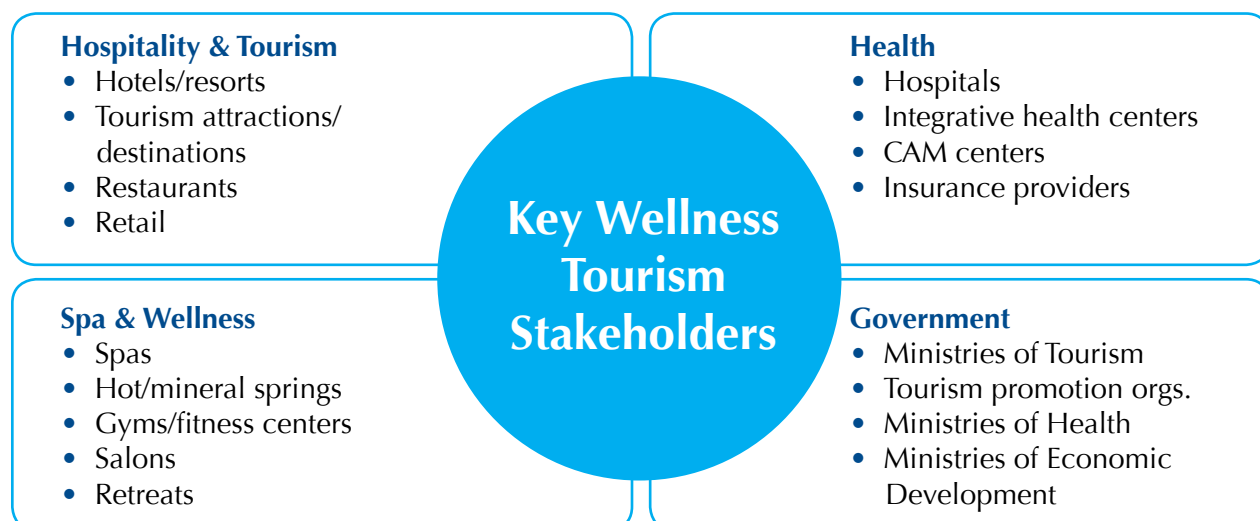 Hospitality & Tourism
• Hotels/resorts
• Tourism attractions/
destinations
• Restaurants
• Retail
Health
• Hospitals
• Integrative health centers
• CAM centers
• Insurance providers
Key Wellness
Tourism
Stakeholders
Spa & Wellness
• Spas
• Hot/mineral springs
• Gyms/fitness centers
• Salons
• Retreats
Government
• Ministries of Tourism
• Tourism promotion orgs.
• Ministries of Health
• Ministries of Economic
Development